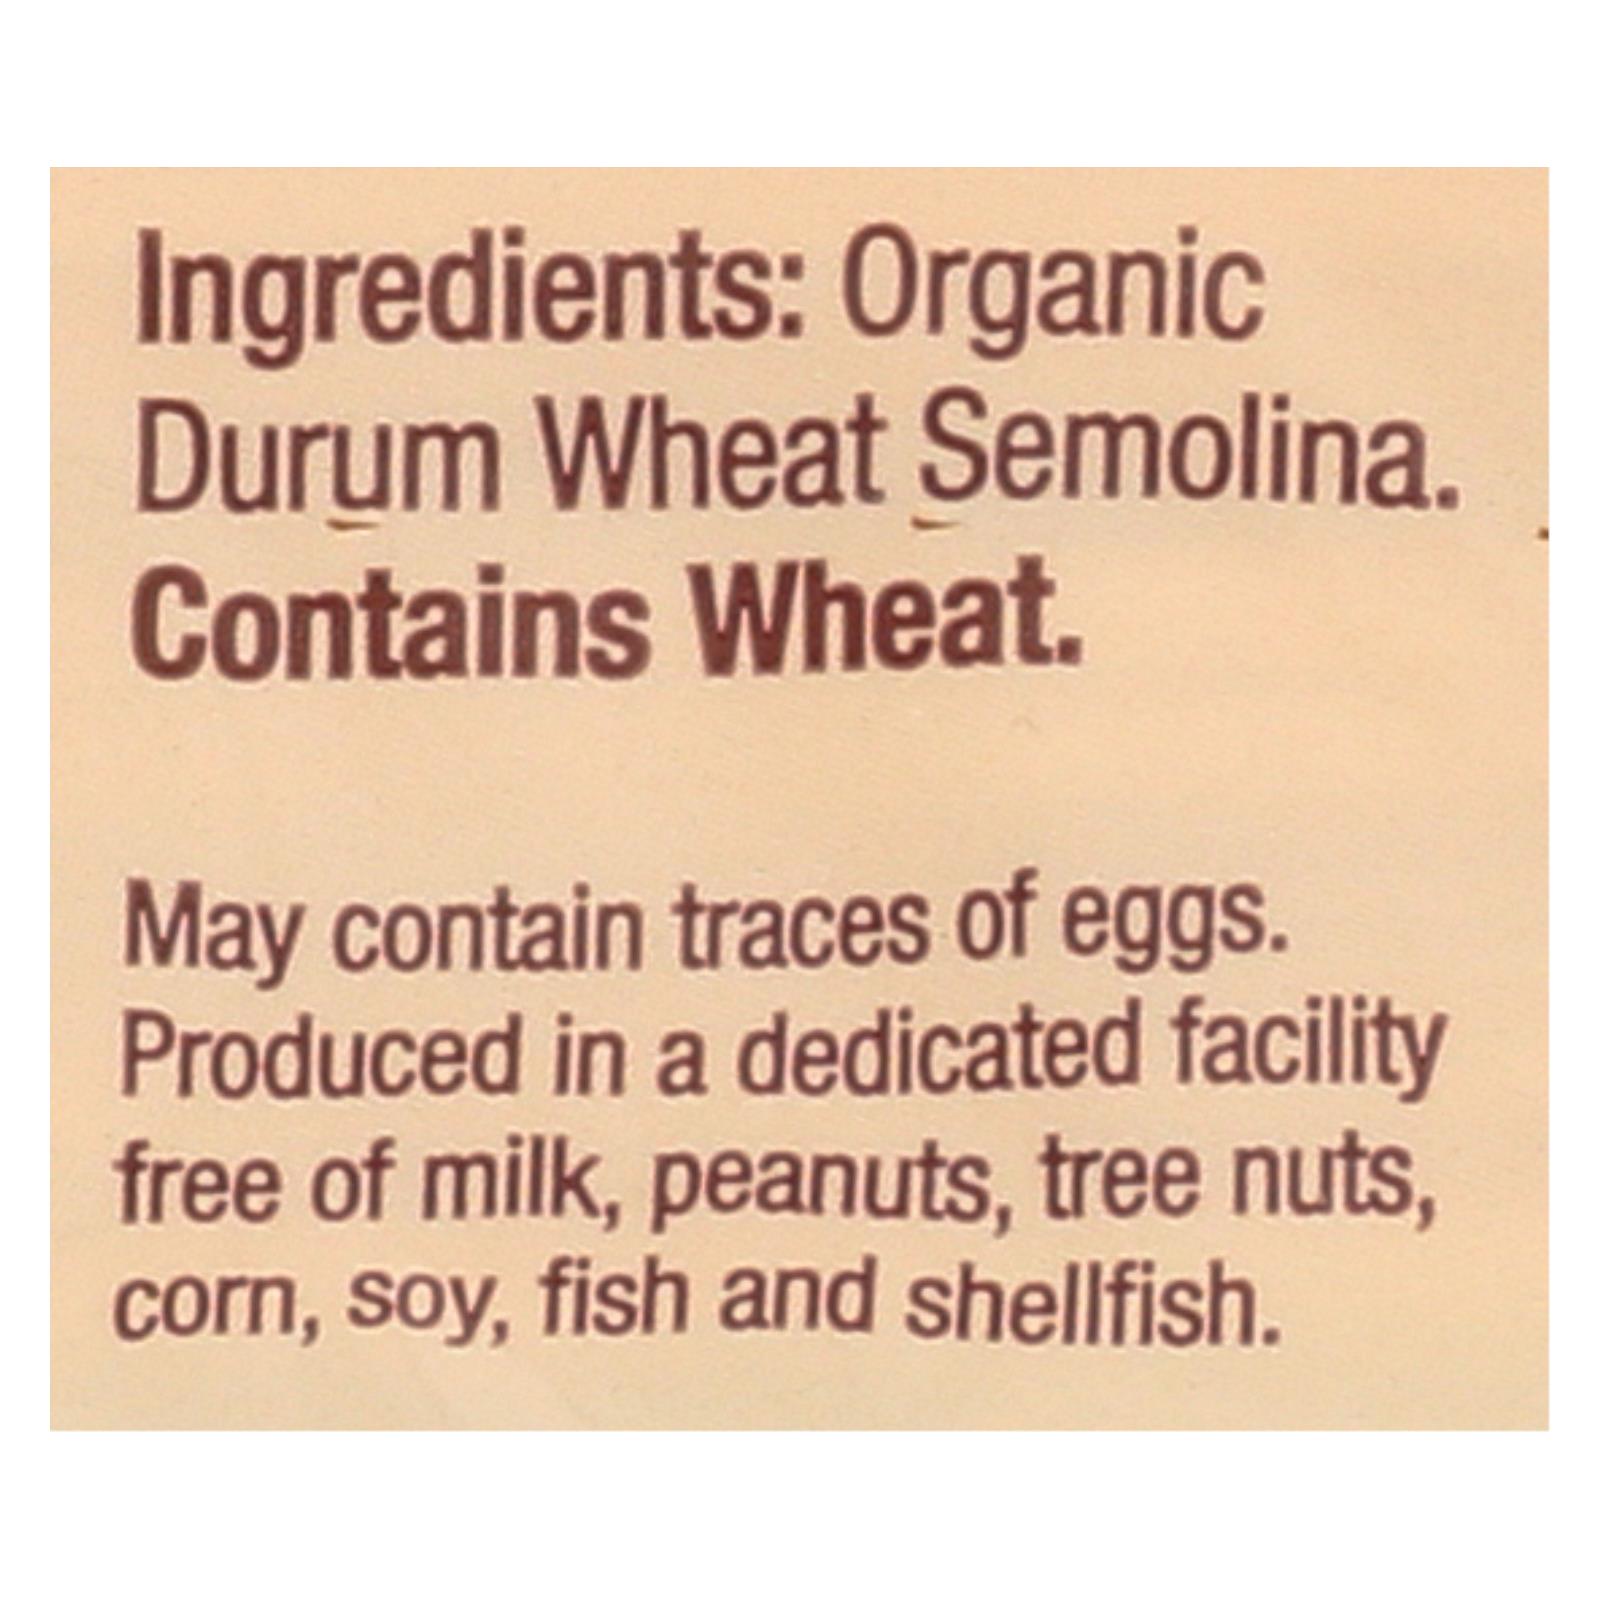 Ingredients: Organic
Durum Wheat Semolina.
Contains Wheat.
May contain traces of eggs.
Produced in a dedicated facility
free of milk, peanuts, tree nuts,
corn, soy, fish and shellfish.